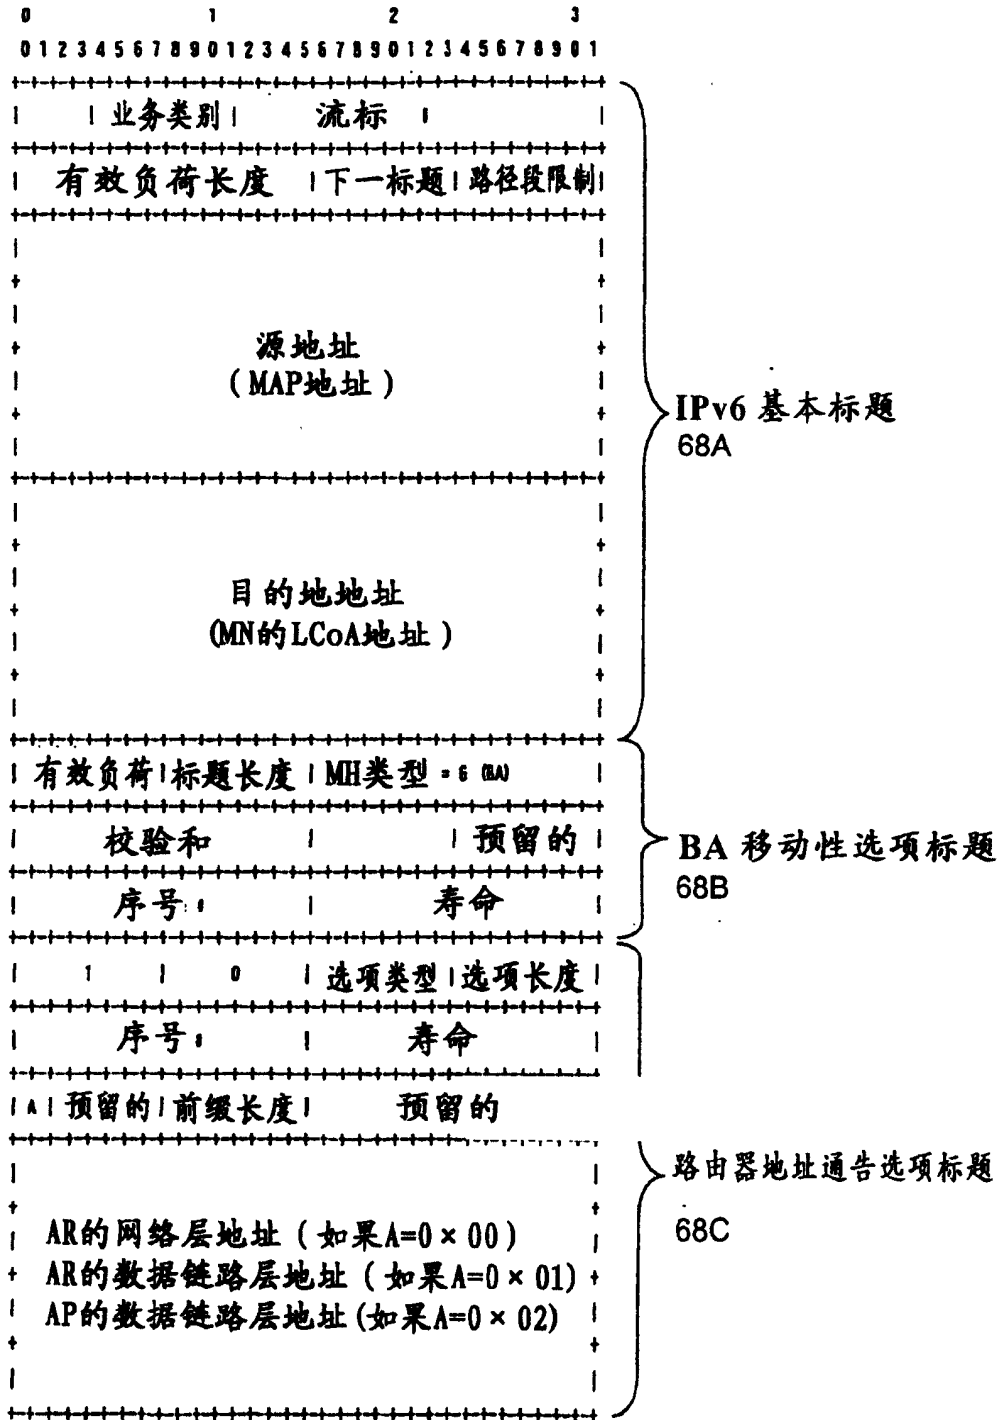 0 1 2 3
0 1 2 3 4 5 6 7 8 9 0 1 2 3 4 5 6 7 8 9 0 1 2 3 4 5 6 7 8 9 0 1
业务类别 流标
有效负荷长度 下一标题 路径段限制
源地址
(MAP地址)
IPv6 基本标题
68A
目的地地址
(MN的LCoA地址)
有效负荷 标题长度 MH类型 = 6 (BA)
校验和 预留的
BA 移动性选项标题
68B
序号 寿命
1 0 选项类型 选项长度
序号 寿命
A 预留的 前缀长度 预留的
路由器地址通告选项标题
68C
AR的网络层地址(如果A=0×00)
AR的数据链路层地址(如果A=0×01)
AP的数据链路层地址(如果A=0×02)